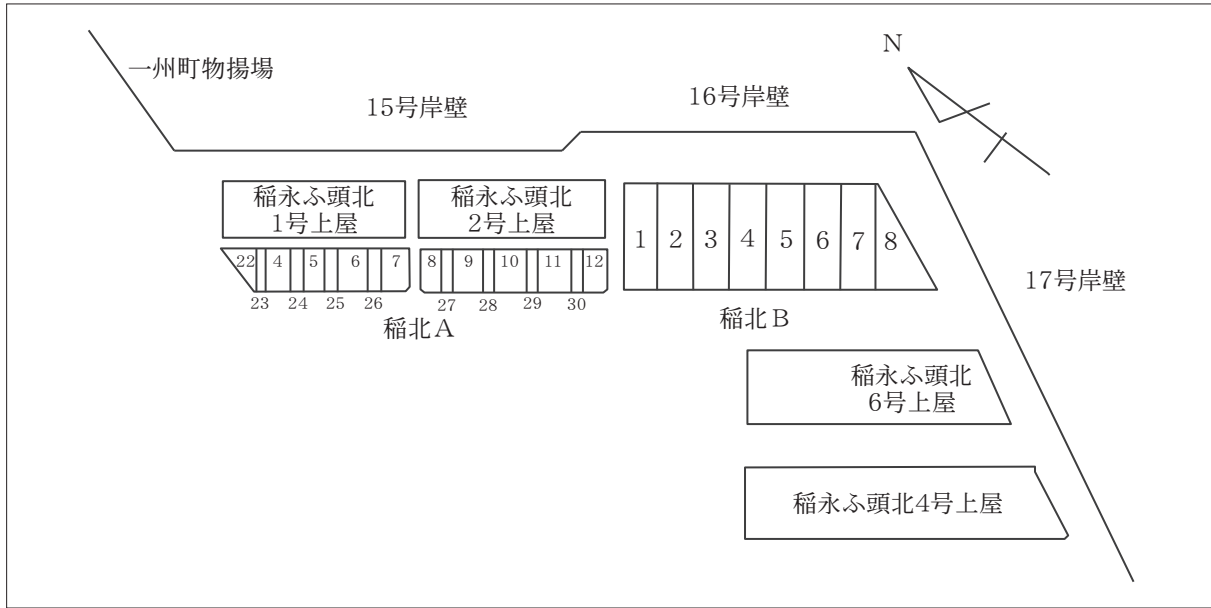 N
一州町物揚場
16号岸壁
15号岸壁
稲永ふ頭北
1号上屋
稲永ふ頭北
2号上屋
1 2 3 4 5 6 7 8
22 4 5 6 7
8 9 10 11 12
23 24 25 26
27 28 29 30
17号岸壁
稲北A
稲北B
稲永ふ頭北
6号上屋
稲永ふ頭北4号上屋